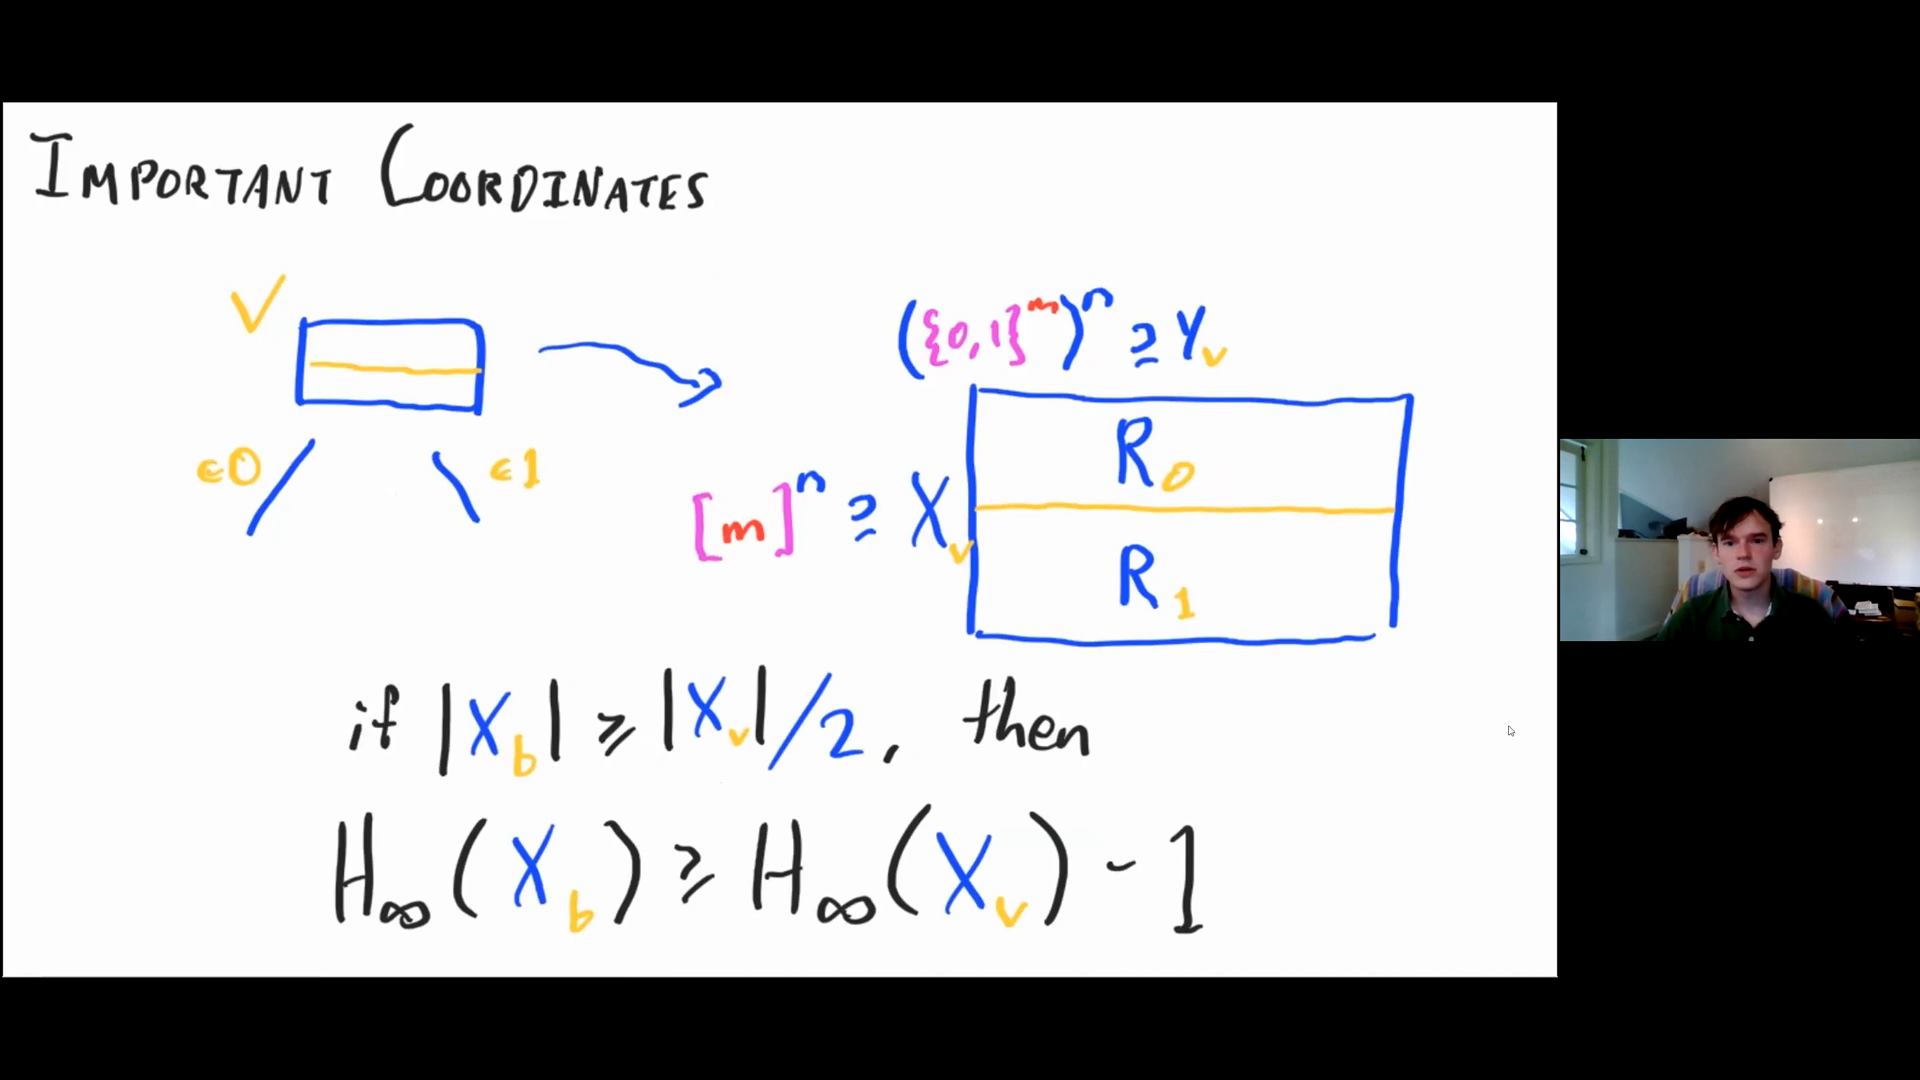 IMPORTANT COORDINATES
v
({0,1}^m)^n ⊇ Y_v
∈0
∈1
[m]^n ⊇ X_v
R_0
R_1
if |X_b| ≥ |X_v|/2, then
H_∞(X_b) ≥ H_∞(X_v) - 1